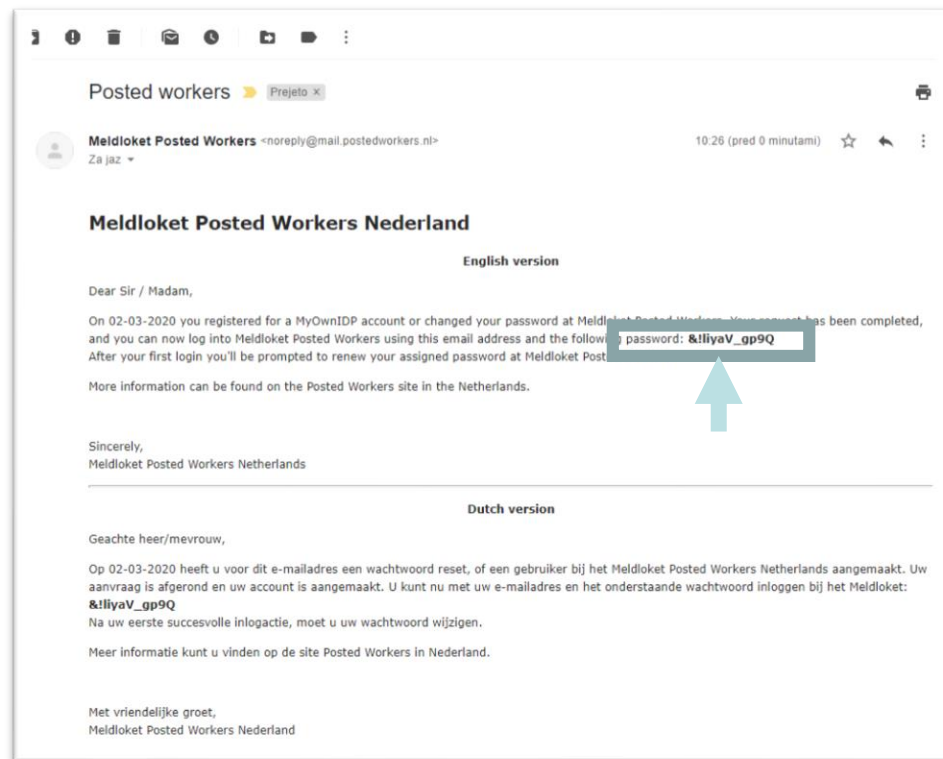 Posted workers Prejeto ×
Meldloket Posted Workers <noreply@mail.postedworkers.nl> 10:26 (pred 0 minutami)
Za jaz
Meldloket Posted Workers Nederland
English version
Dear Sir / Madam,
On 02-03-2020 you registered for a MyOwnIDP account or changed your password at Meldloket Posted Workers. Your request has been completed,
and you can now log into Meldloket Posted Workers using this email address and the following password: &!liyaV_gp9Q
After your first login you'll be prompted to renew your assigned password at Meldloket Post
More information can be found on the Posted Workers site in the Netherlands.
Sincerely,
Meldloket Posted Workers Netherlands
Dutch version
Geachte heer/mevrouw,
Op 02-03-2020 heeft u voor dit e-mailadres een wachtwoord reset, of een gebruiker bij het Meldloket Posted Workers Netherlands aangemaakt. Uw
aanvraag is afgerond en uw account is aangemaakt. U kunt nu met uw e-mailadres en het onderstaande wachtwoord inloggen bij het Meldloket:
&!liyaV_gp9Q
Na uw eerste succesvolle inlogactie, moet u uw wachtwoord wijzigen.
Meer informatie kunt u vinden op de site Posted Workers in Nederland.
Met vriendelijke groet,
Meldloket Posted Workers Nederland